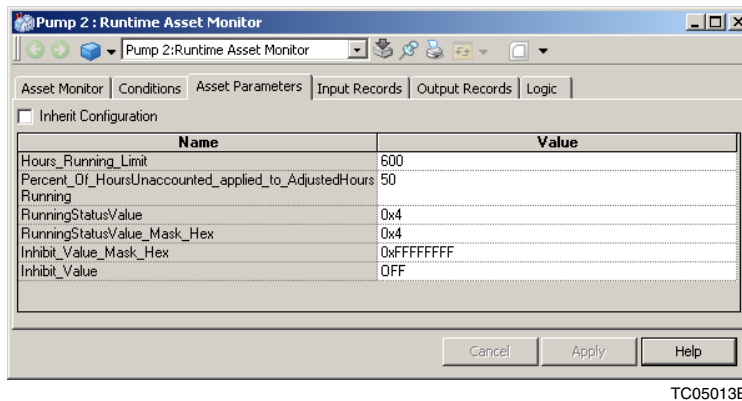 Pump 2 : Runtime Asset Monitor
Pump 2:Runtime Asset Monitor
Asset Monitor Conditions Asset Parameters Input Records Output Records Logic
Inherit Configuration
Name Value
Hours_Running_Limit 600
Percent_Of_HoursUnaccounted_applied_to_AdjustedHours 50
Running
RunningStatusValue 0x4
RunningStatusValue_Mask_Hex 0x4
Inhibit_Value_Mask_Hex 0xFFFFFFFF
Inhibit_Value OFF
Cancel Apply Help
TC05013B